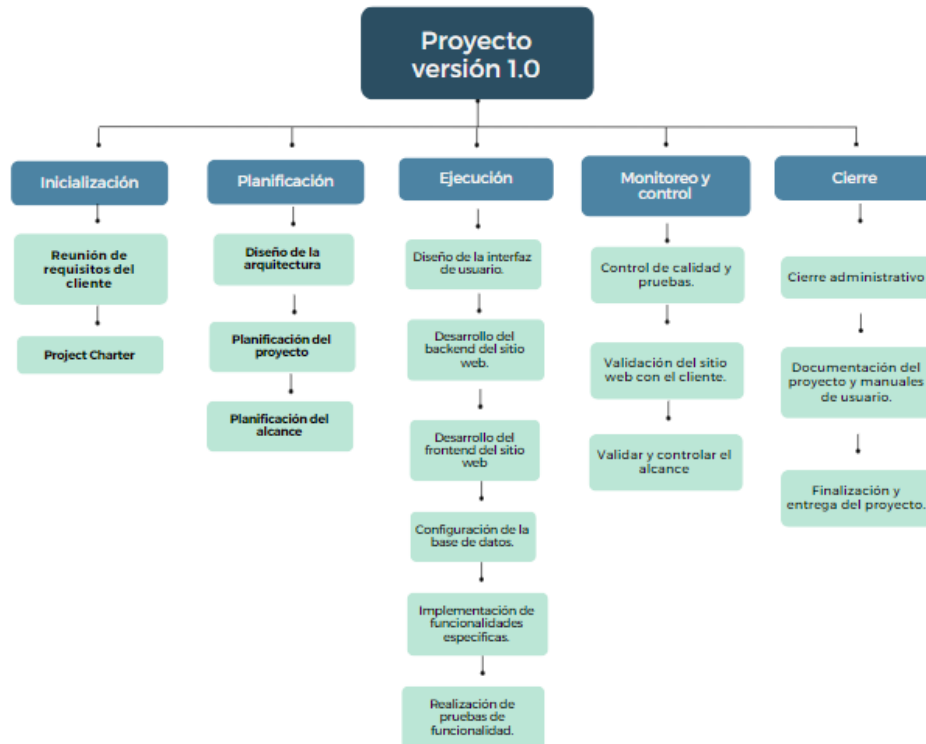 Proyecto
versión 1.0
Inicialización
Reunión de
requisitos del
cliente
Project Charter
Planificación
Diseño de la
arquitectura
Planificación del
proyecto
Planificación del
alcance
Ejecución
Diseño de la interfaz
de usuario.
Desarrollo del
backend del sitio
web.
Desarrollo del
frontend del sitio
web
Configuración de la
base de datos.
Implementación de
funcionalidades
específicas.
Realización de
pruebas de
funcionalidad.
Monitoreo y
control
Control de calidad y
pruebas.
Validación del sitio
web con el cliente.
Validar y controlar el
alcance
Cierre
Cierre administrativo
Documentación del
proyecto y manuales
de usuario.
Finalización y
entrega del proyecto.